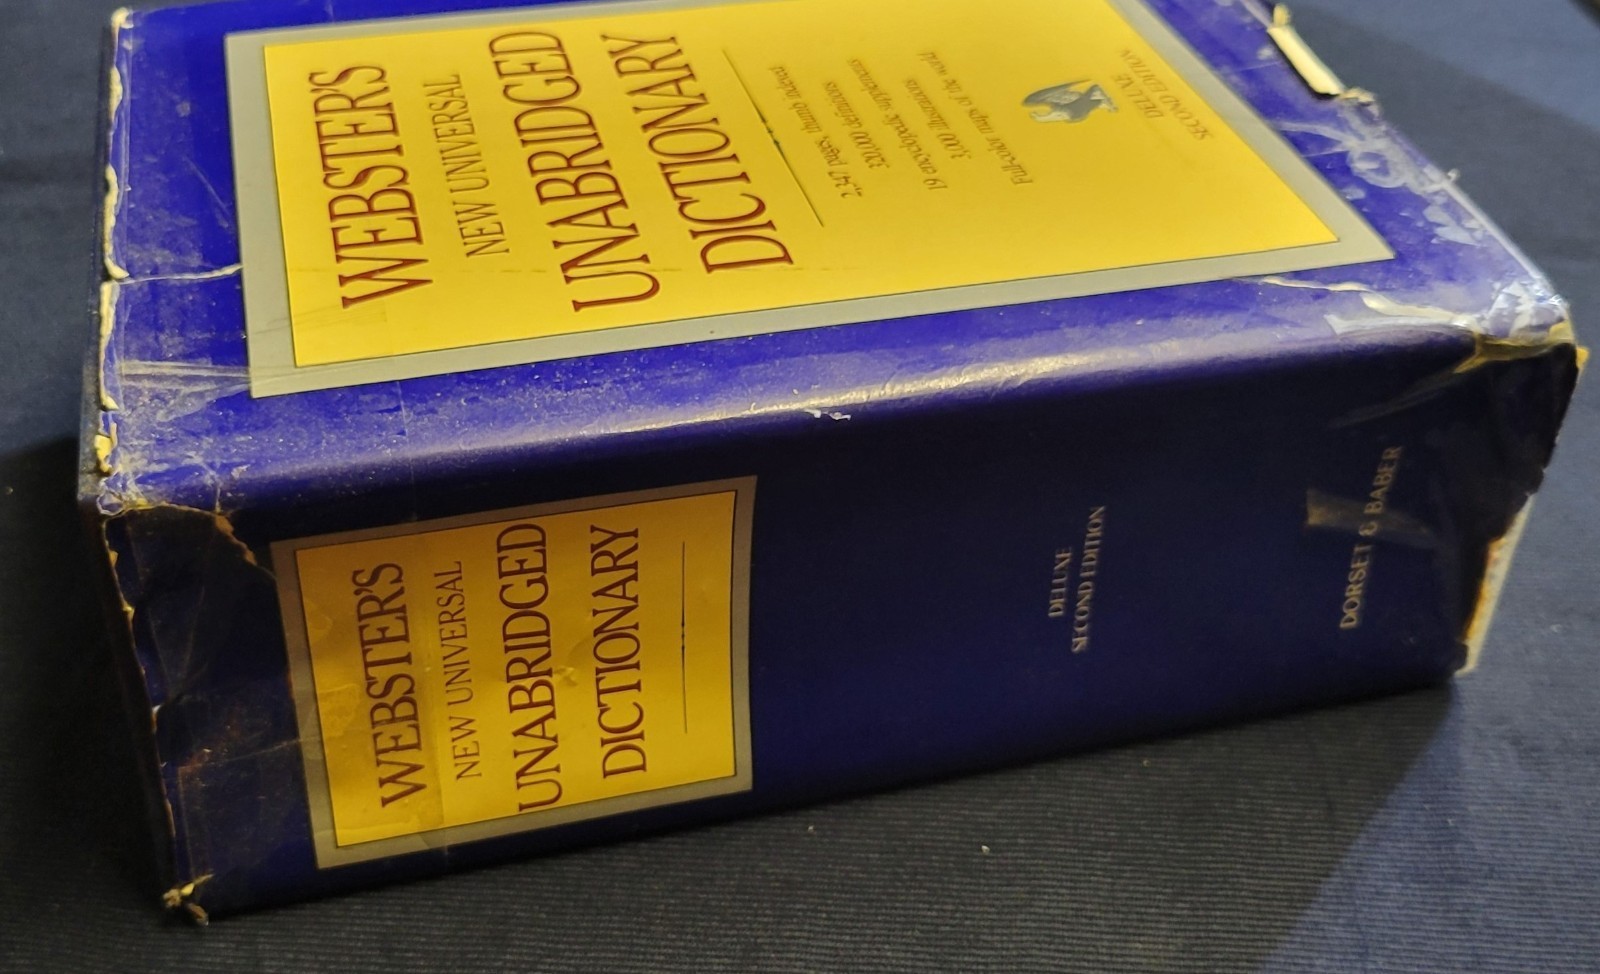 WEBSTER'S
NEW UNIVERSAL
UNABRIDGED
DICTIONARY
2,347 pages, thumb indexed
320,000 definitions
19 encyclopedic supplements
3,000 illustrations
Full-color maps of the world
DELUXE
SECOND EDITION
WEBSTER'S
NEW UNIVERSAL
UNABRIDGED
DICTIONARY
DELUXE
SECOND EDITION
DORSET & BABER